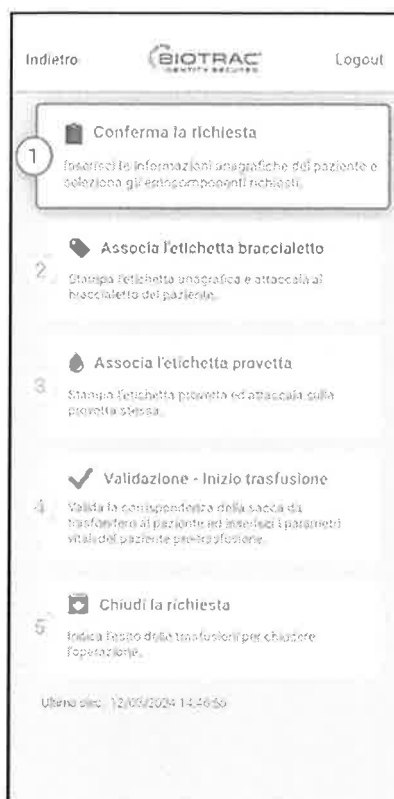 Indietro BIOTRAC Logout
IDENTITY SECURED
Conferma la richiesta
1
Inserisci le informazioni anagrafiche del paziente e
seleziona gli emocomponenti richiesti.
Associa l'etichetta braccialetto
2
Stampa l'etichetta anagrafica e attaccala al
braccialetto del paziente.
Associa l'etichetta provetta
3
Stampa l'etichetta provetta ed attaccala sulla
provetta stessa.
Validazione - Inizio trasfusione
4
Valida la corrispondenza della sacca da
trasfondere al paziente ed inserisci i parametri
vitali del paziente pre-trasfusione.
Chiudi la richiesta
5
Indica l'esito delle trasfusioni per chiudere
l'operazione.
Ultima sinc. 12/03/2024 14:46:56